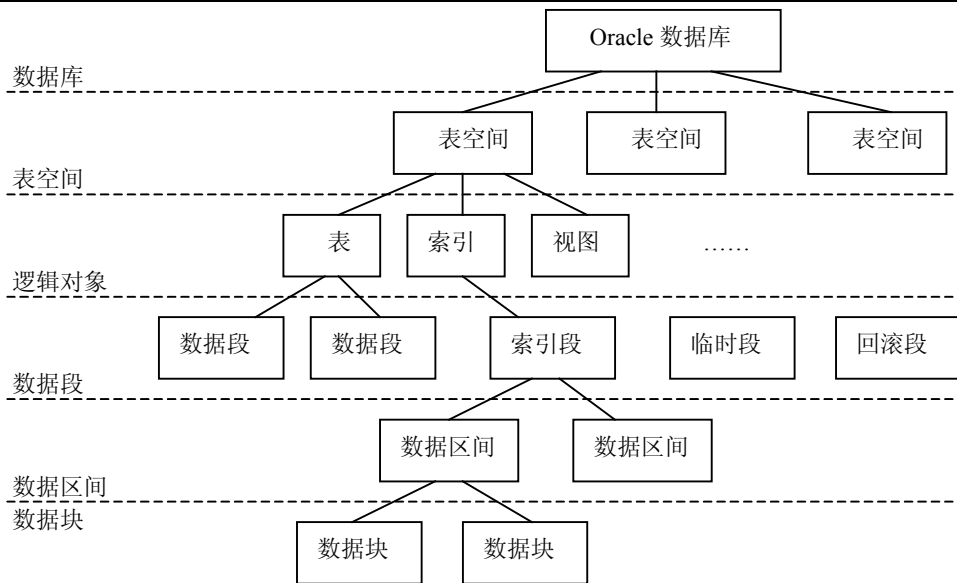 Oracle 数据库
数据库
表空间
表空间
表空间
表空间
表
索引
视图
……
逻辑对象
数据段
数据段
索引段
临时段
回滚段
数据段
数据区间
数据区间
数据区间
数据块
数据块
数据块